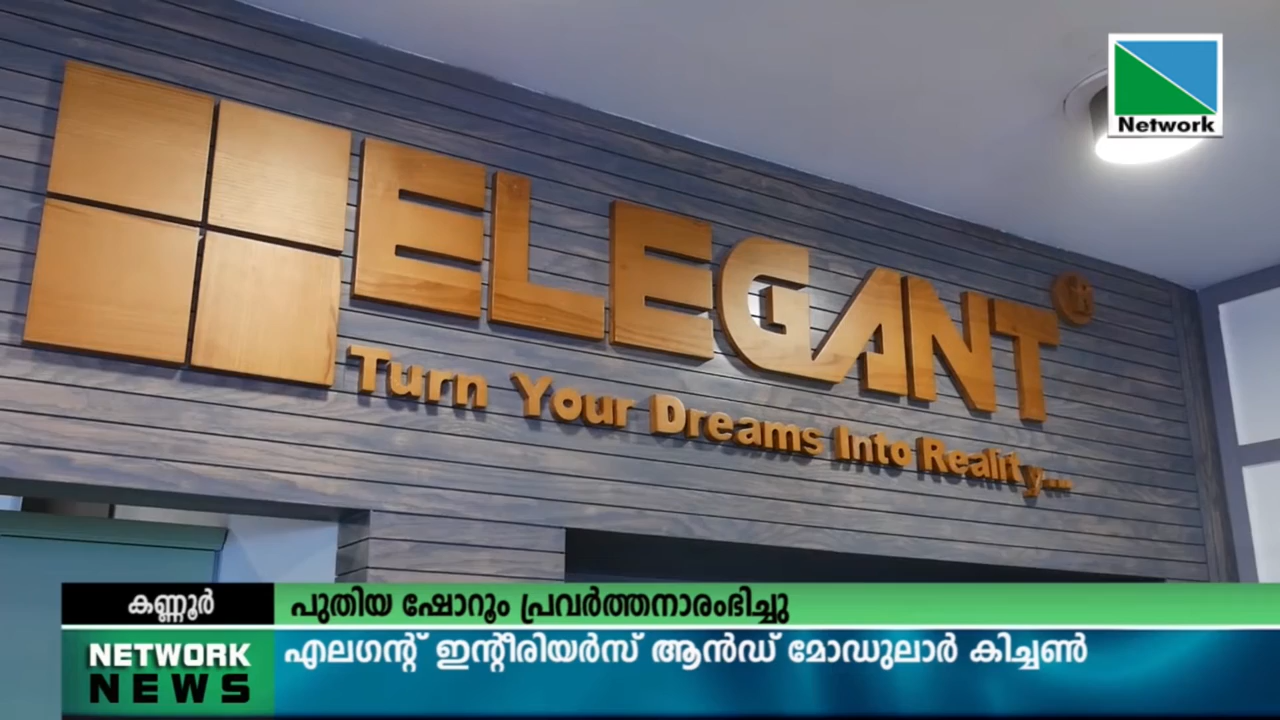 Network
ELEGANT ®
Turn Your Dreams Into Reality...
കണ്ണൂർ
പുതിയ ഷോറൂം പ്രവർത്തനാരംഭിച്ചു
NETWORK
NEWS
എലഗന്റ് ഇന്റീരിയർസ് ആൻഡ് മോഡുലാർ കിച്ചൺ